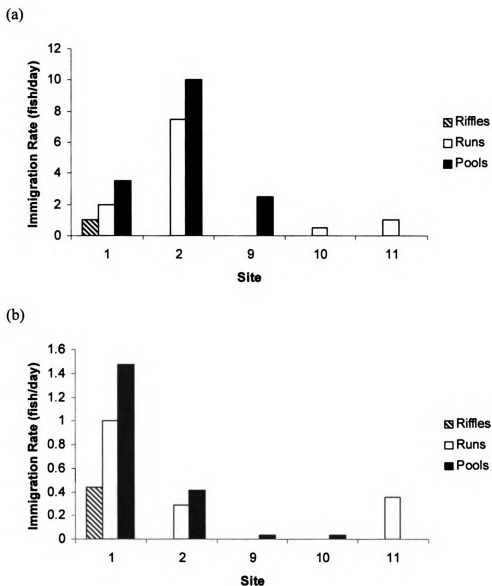 (a)
Immigration Rate (fish/day)
12
10
8
6
4
2
0
1 2 9 10 11
Site
Riffles
Runs
Pools
(b)
Immigration Rate (fish/day)
1.6
1.4
1.2
1
0.8
0.6
0.4
0.2
0
1 2 9 10 11
Site
Riffles
Runs
Pools